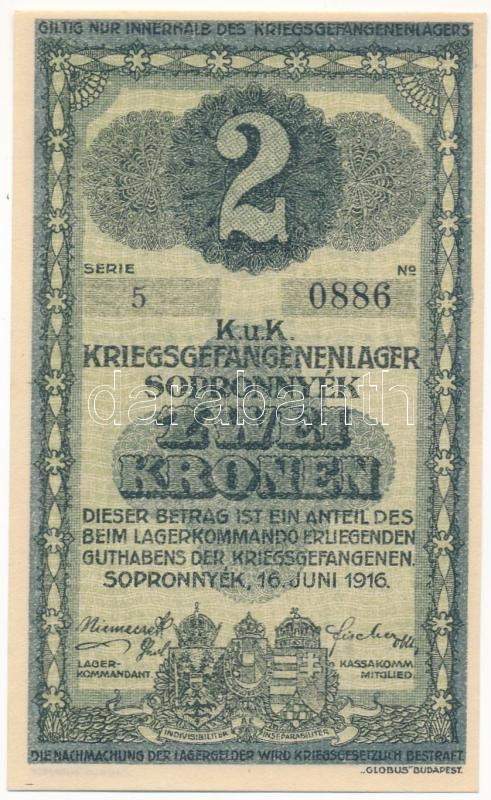 GILTIG NUR INNERHALB DES KRIEGSGEFANGENENLAGERS
2
SERIE No
5 0886
K.u.K.
KRIEGSGEFANGENENLAGER
SOPRONNYÉK
darabanth
ZWEI
KRONEN
DIESER BETRAG IST EIN ANTEIL DES
BEIM LAGERKOMMANDO ERLIEGENDEN
GUTHABENS DER KRIEGSGEFANGENEN.
SOPRONNYÉK, 16. JUNI 1916.
LAGER-
KOMMANDANT.
KASSAKOMM.
MITGLIED.
INDIVISIBILITER AC INSEPARABILITER
DIE NACHMACHUNG DER LAGERGELDER WIRD KRIEGSGESETZLICH BESTRAFT.
„GLOBUS" BUDAPEST.